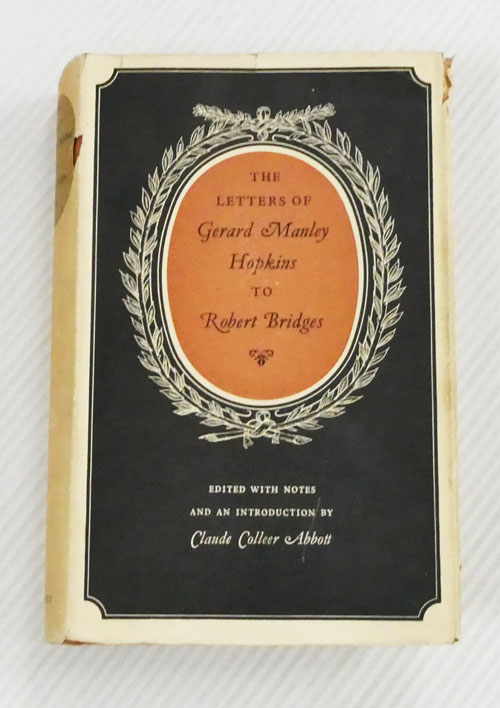 THE
LETTERS OF
Gerard Manley
Hopkins
TO
Robert Bridges
EDITED WITH NOTES
AND AN INTRODUCTION BY
Claude Colleer Abbott